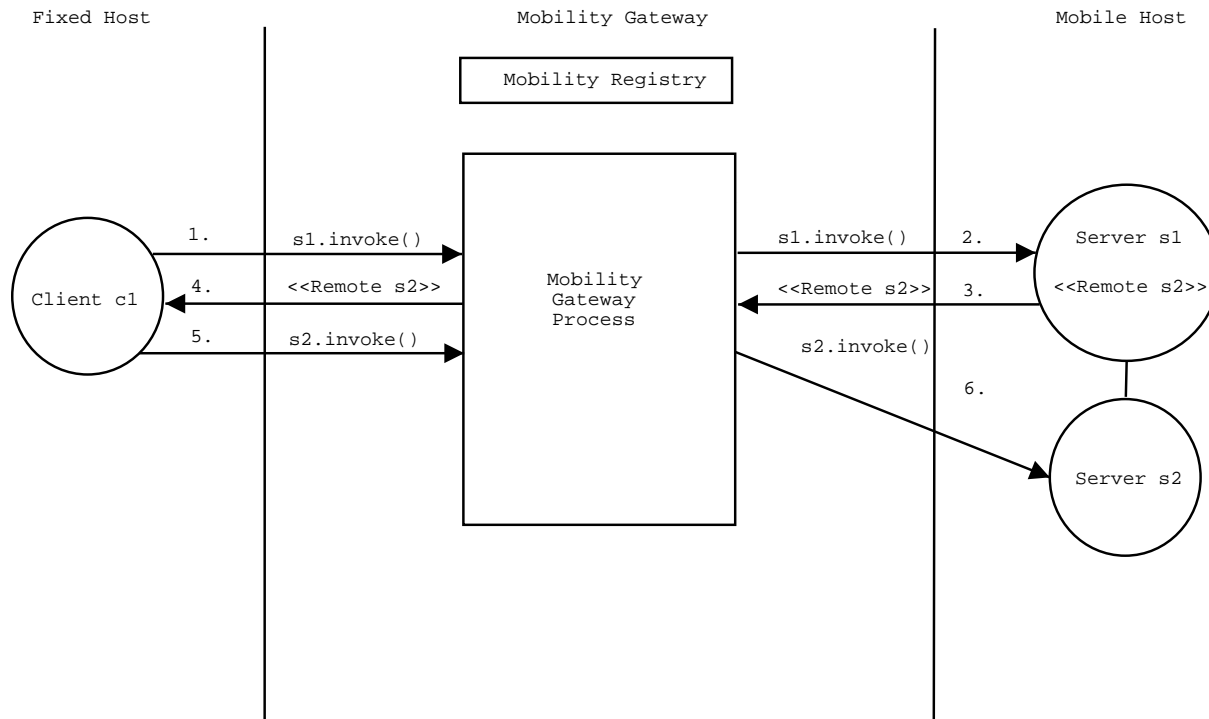 Fixed Host
Mobility Gateway
Mobile Host
Mobility Registry
1.
s1.invoke()
s1.invoke()
2.
Server s1
Client c1
4.
<<Remote s2>>
Mobility
Gateway
Process
<<Remote s2>>
3.
<<Remote s2>>
5.
s2.invoke()
s2.invoke()
6.
Server s2